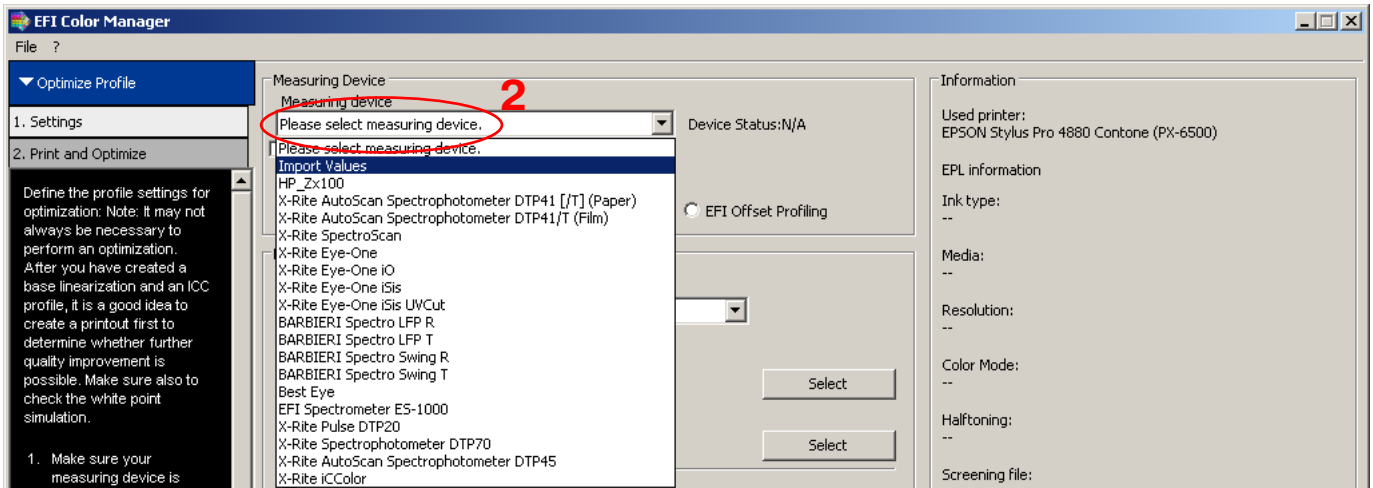 EFI Color Manager
File ?
Optimize Profile
1. Settings
2. Print and Optimize
Define the profile settings for
optimization: Note: It may not
always be necessary to
perform an optimization.
After you have created a
base linearization and an ICC
profile, it is a good idea to
create a printout first to
determine whether further
quality improvement is
possible. Make sure also to
check the white point
simulation.
1. Make sure your
measuring device is
Measuring Device
Measuring device
2
Please select measuring device.
Device Status:N/A
Please select measuring device.
Import Values
HP_Zx100
X-Rite AutoScan Spectrophotometer DTP41 [/T] (Paper)
X-Rite AutoScan Spectrophotometer DTP41/T (Film)
X-Rite SpectroScan
X-Rite Eye-One
X-Rite Eye-One iO
X-Rite Eye-One iSis
X-Rite Eye-One iSis UVCut
BARBIERI Spectro LFP R
BARBIERI Spectro LFP T
BARBIERI Spectro Swing R
BARBIERI Spectro Swing T
Best Eye
EFI Spectrometer ES-1000
X-Rite Pulse DTP20
X-Rite Spectrophotometer DTP70
X-Rite AutoScan Spectrophotometer DTP45
X-Rite iCColor
EFI Offset Profiling
Select
Select
Information
Used printer:
EPSON Stylus Pro 4880 Contone (PX-6500)
EPL information
Ink type:
--
Media:
--
Resolution:
--
Color Mode:
--
Halftoning:
--
Screening file: